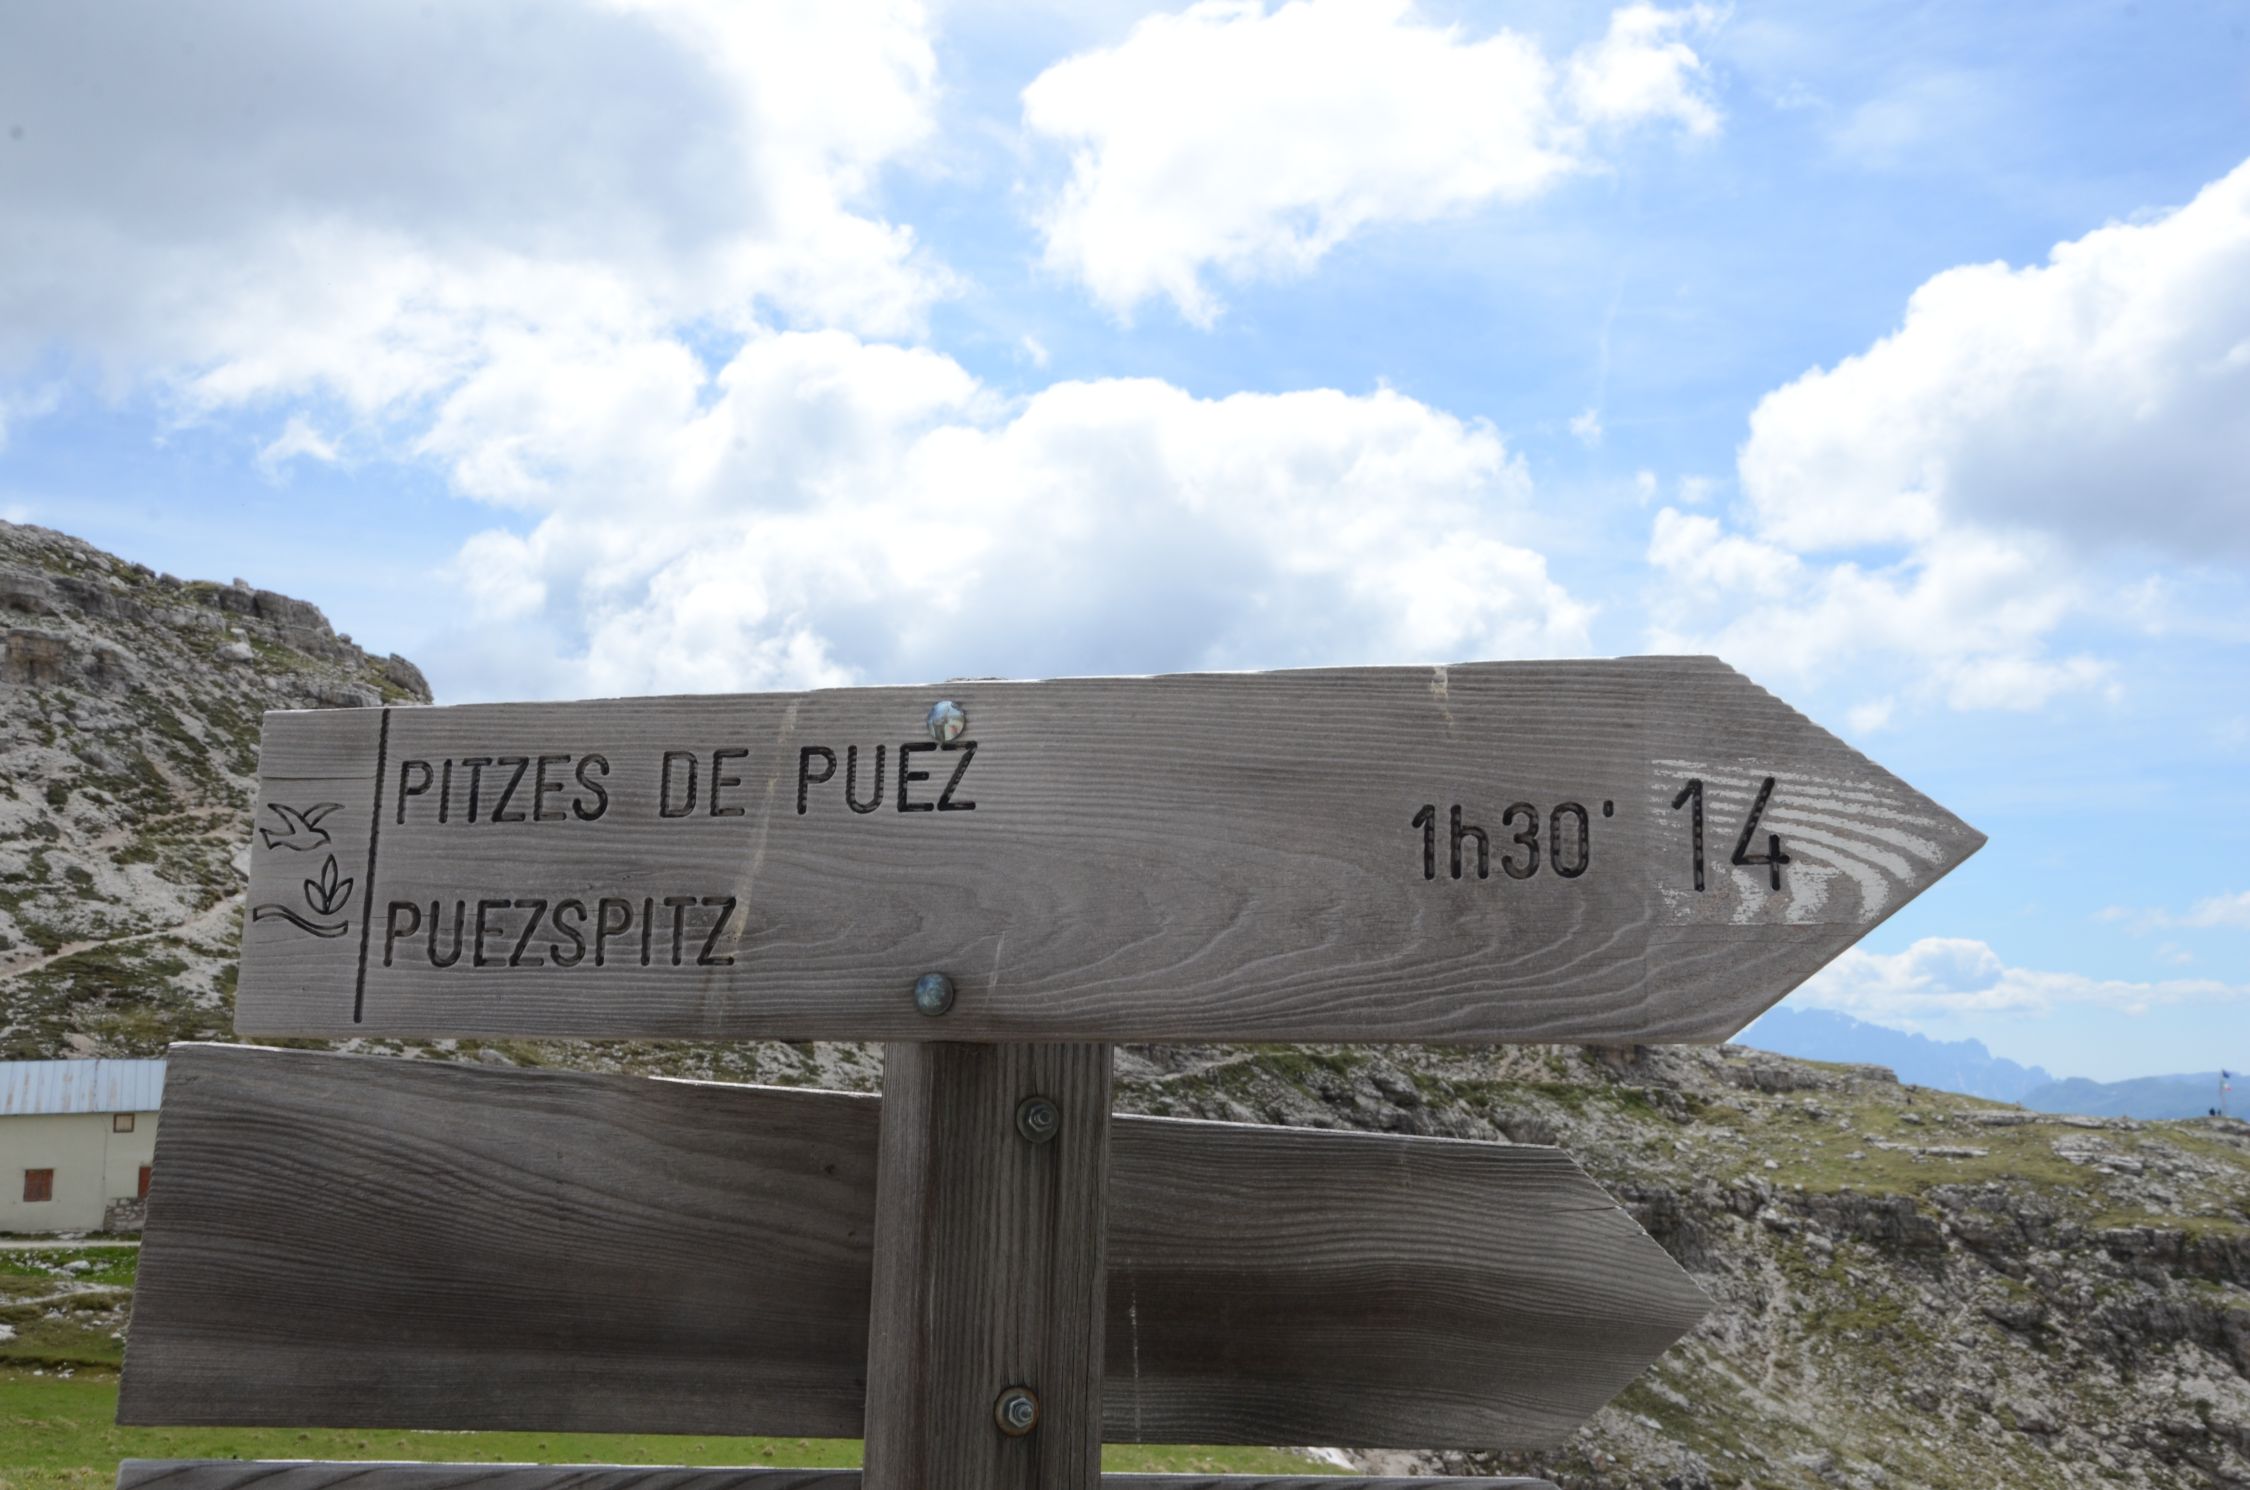 PITZES DE PUEZ
PUEZSPITZ
1h30' 14